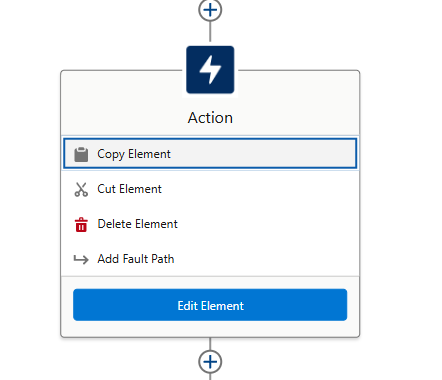 Action
Copy Element
Cut Element
Delete Element
Add Fault Path
Edit Element